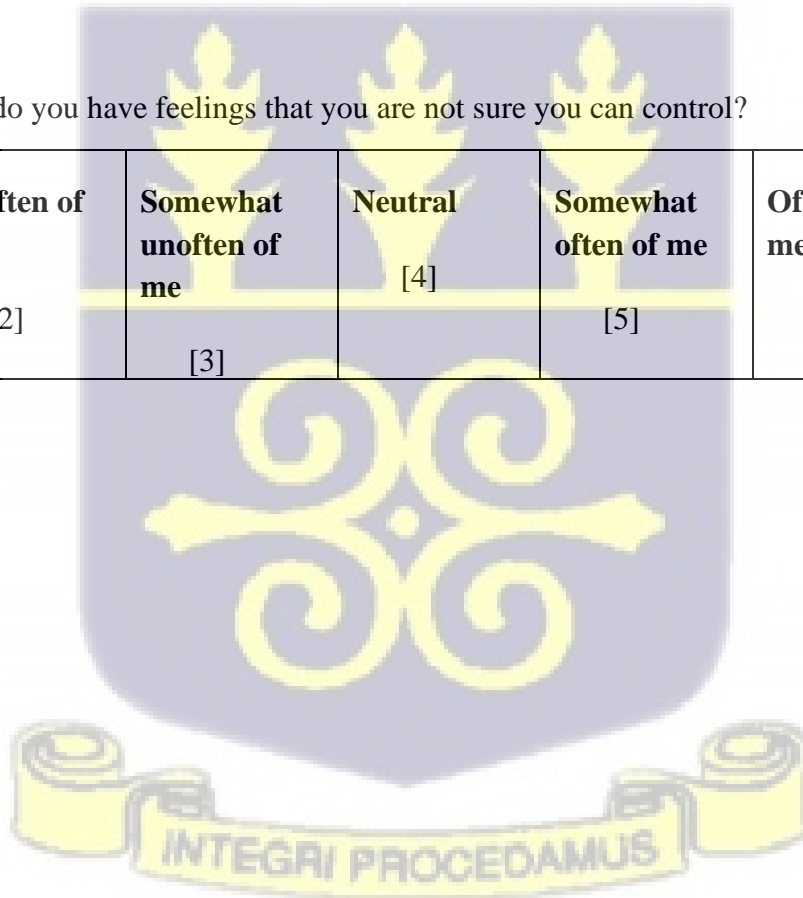 do you have feelings that you are not sure you can control?
ften of
2]
Somewhat
unoften of
me
[3]
Neutral
[4]
Somewhat
often of me
[5]
Of
me
INTEGRI PROCEDAMUS